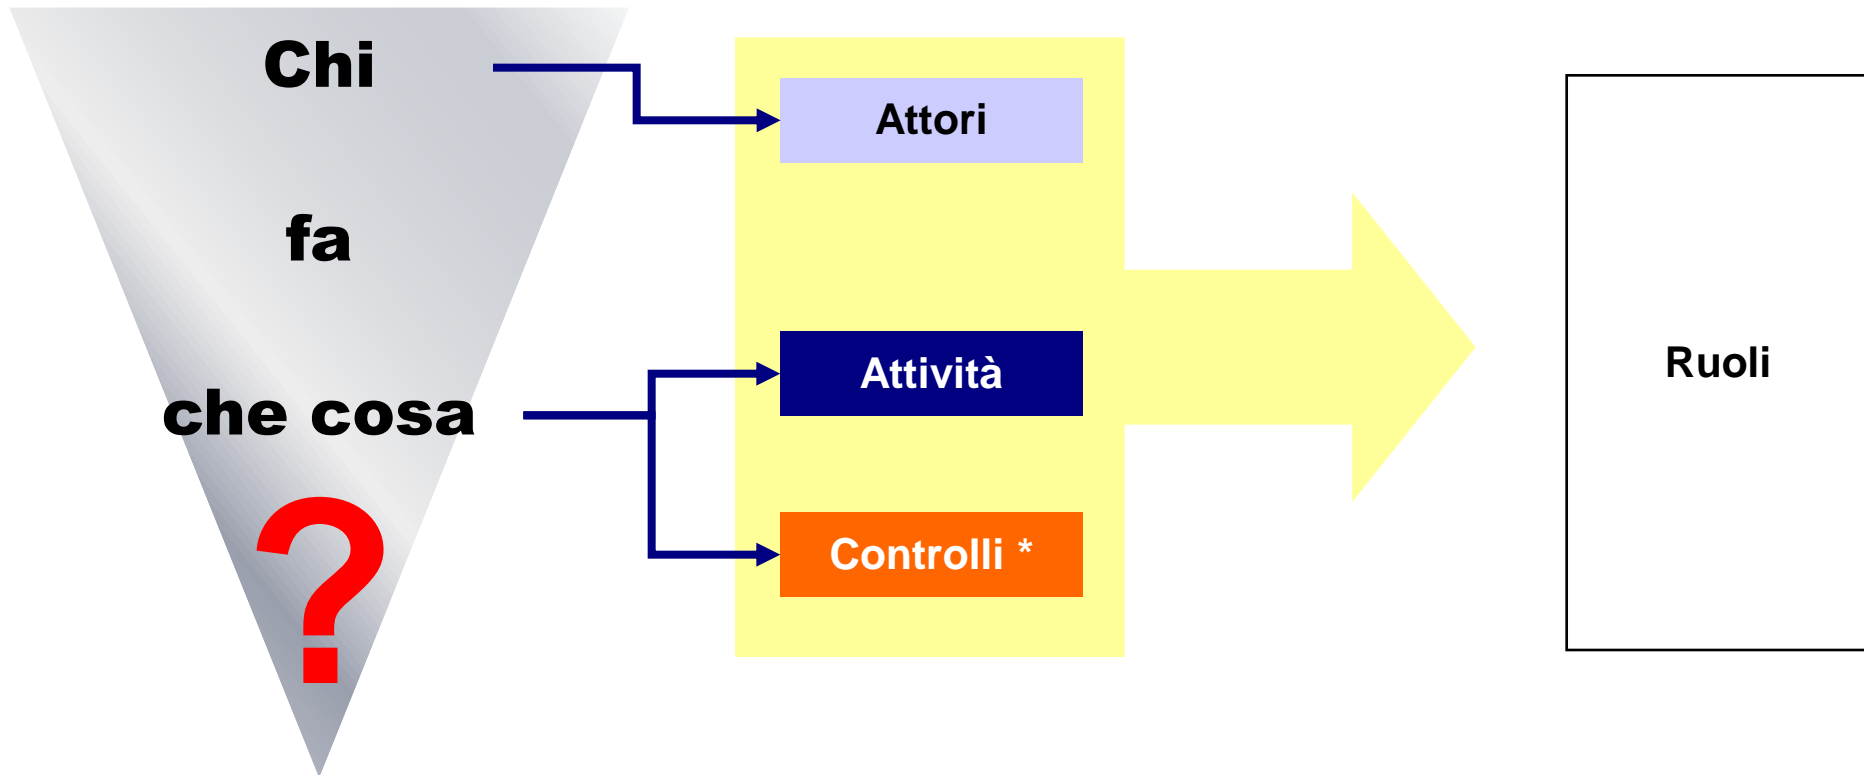 Chi
fa
che cosa
?
Attori
Attività
Controlli *
Ruoli